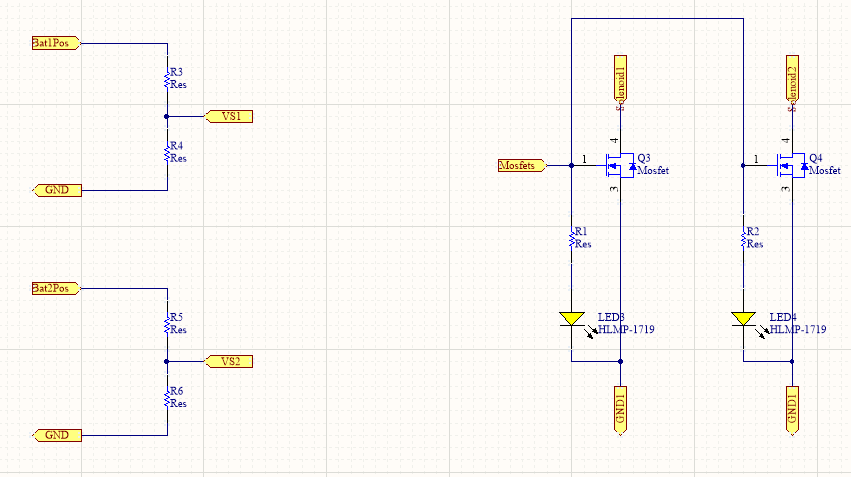 Bat1Pos
R3
Res
VS1
R4
Res
GND
Bat2Pos
R5
Res
VS2
R6
Res
GND
Mosfets
Solenoid1
4
1
Q3
Mosfet
3
R1
Res
LED3
HLMP-1719
GND1
Solenoid2
4
1
Q4
Mosfet
3
R2
Res
LED4
HLMP-1719
GND1